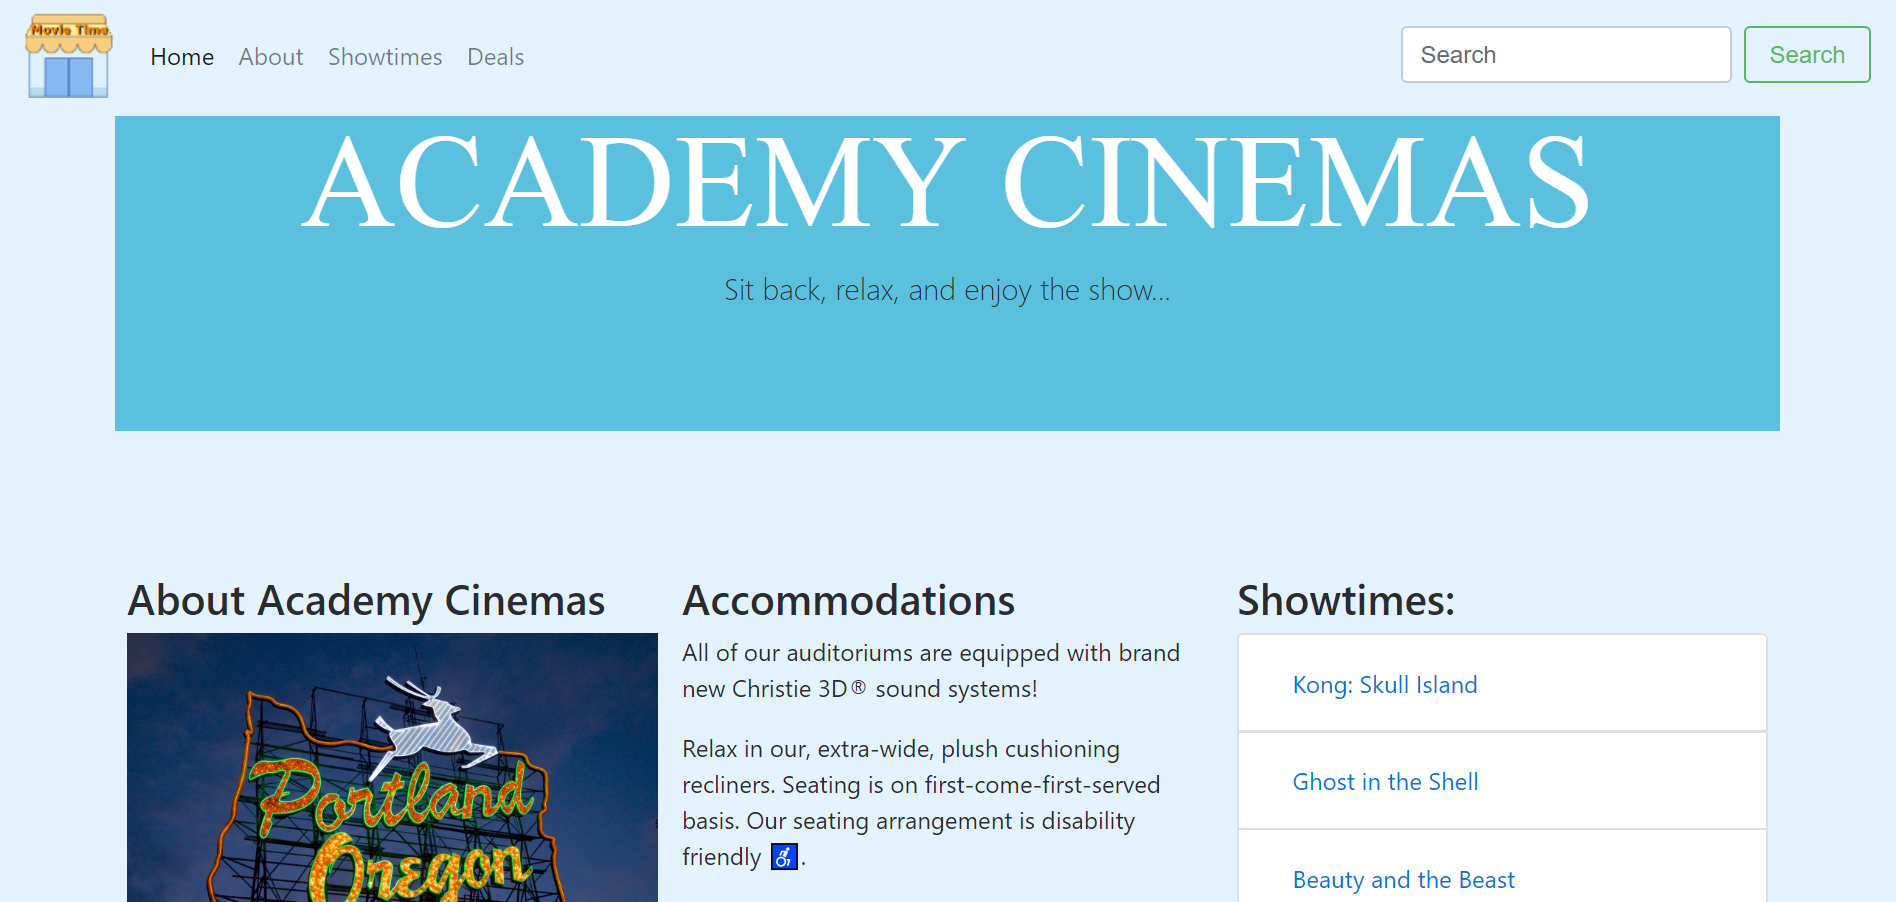 Movie Time
Home About Showtimes Deals
Search
Search
ACADEMY CINEMAS
Sit back, relax, and enjoy the show...
About Academy Cinemas
Portland
Oregon
Accommodations
All of our auditoriums are equipped with brand
new Christie 3D® sound systems!
Relax in our, extra-wide, plush cushioning
recliners. Seating is on first-come-first-served
basis. Our seating arrangement is disability
friendly ♿.
Showtimes:
Kong: Skull Island
Ghost in the Shell
Beauty and the Beast